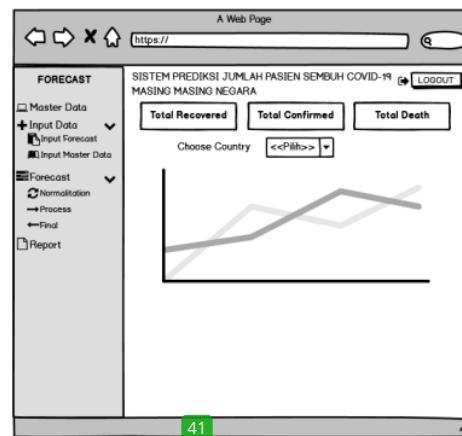 A Web Page
https://
FORECAST
Master Data
Input Data
Input Forecast
Input Master Data
Forecast
Normalitation
Process
Final
Report
SISTEM PREDIKSI JUMLAH PASIEN SEMBUH COVID-19
MASING MASING NEGARA
LOGOUT
Total Recovered
Total Confirmed
Total Death
Choose Country
<<Pilih>>
41